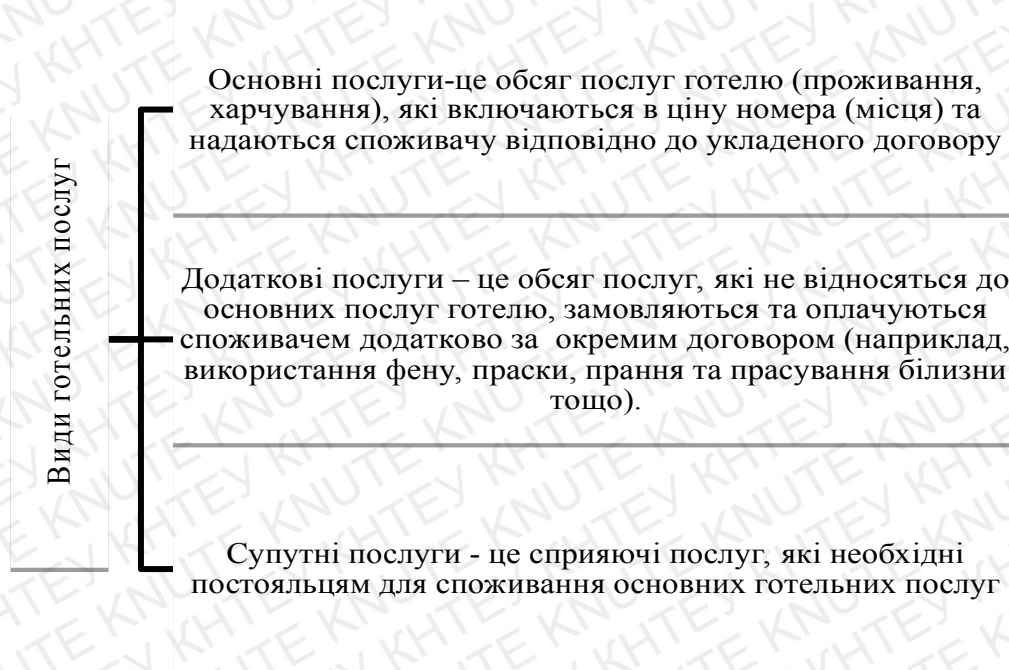 Види готельних послуг
Основні послуги-це обсяг послуг готелю (проживання,
харчування), які включаються в ціну номера (місця) та
надаються споживачу відповідно до укладеного договору
Додаткові послуги – це обсяг послуг, які не відносяться до
основних послуг готелю, замовляються та оплачуються
споживачем додатково за окремим договором (наприклад,
використання фену, праски, прання та прасування білизни
тощо).
Супутні послуги - це сприяючі послуг, які необхідні
постояльцям для споживання основних готельних послуг